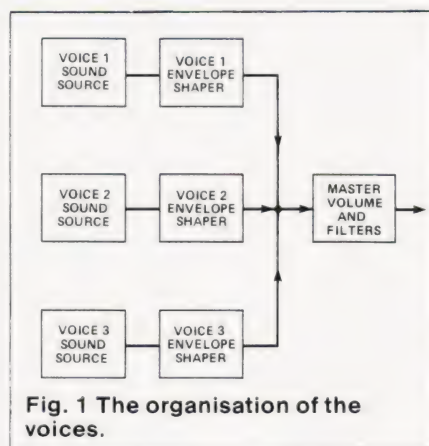 VOICE 1
SOUND
SOURCE
VOICE 1
ENVELOPE
SHAPER
VOICE 2
SOUND
SOURCE
VOICE 2
ENVELOPE
SHAPER
MASTER
VOLUME
AND
FILTERS
VOICE 3
SOUND
SOURCE
VOICE 3
ENVELOPE
SHAPER
Fig. 1 The organisation of the
voices.